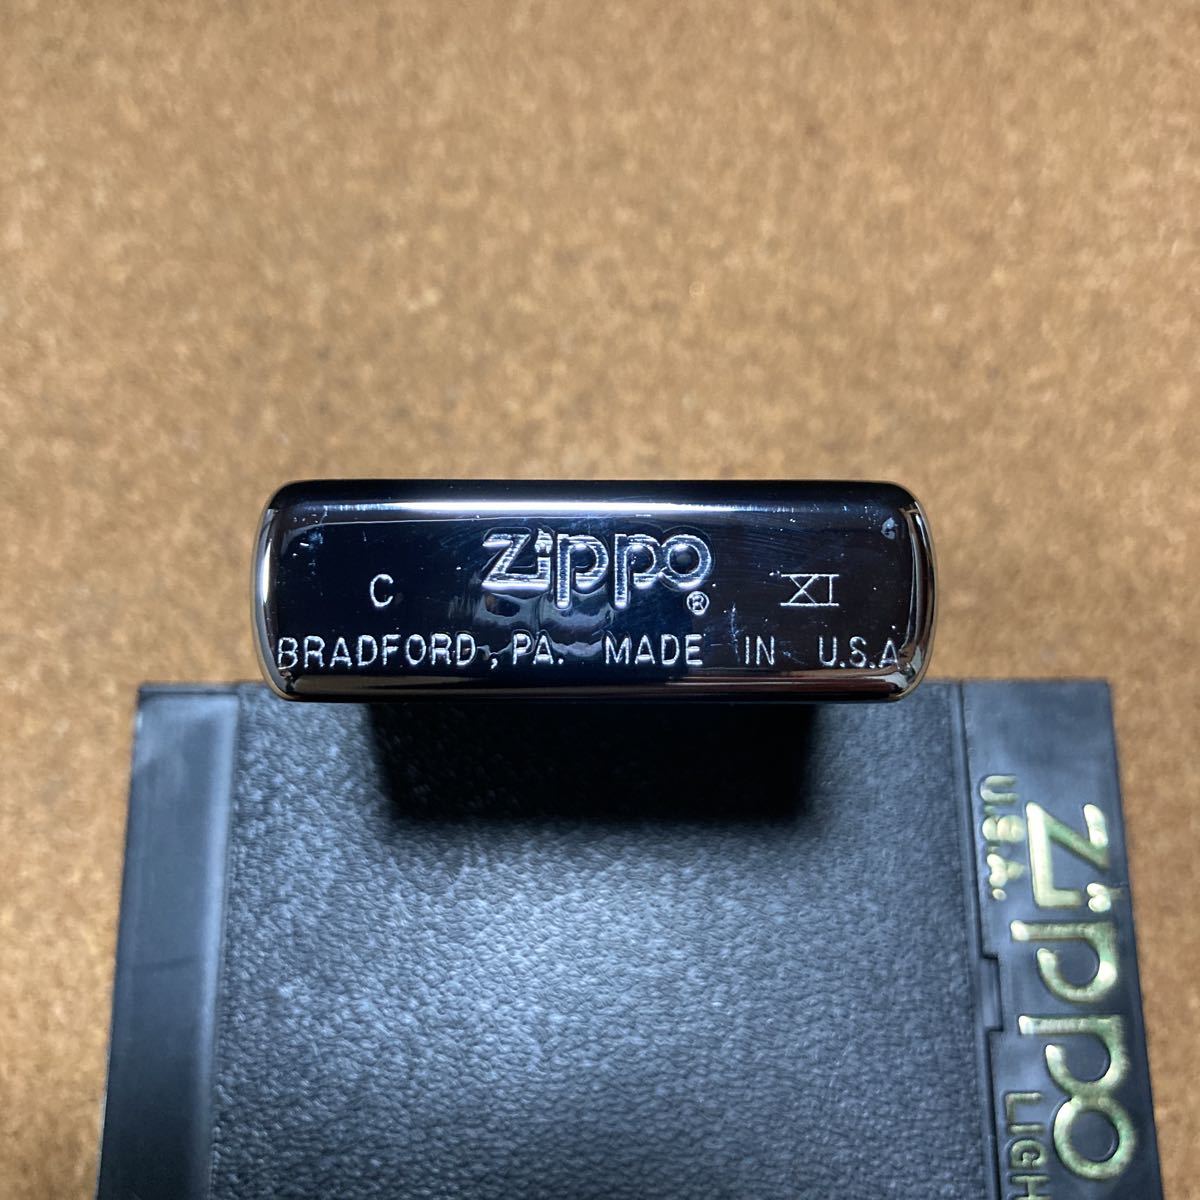 Zippo
C ® XI
BRADFORD, PA. MADE IN U.S.A.
Zippo
U.S.A.